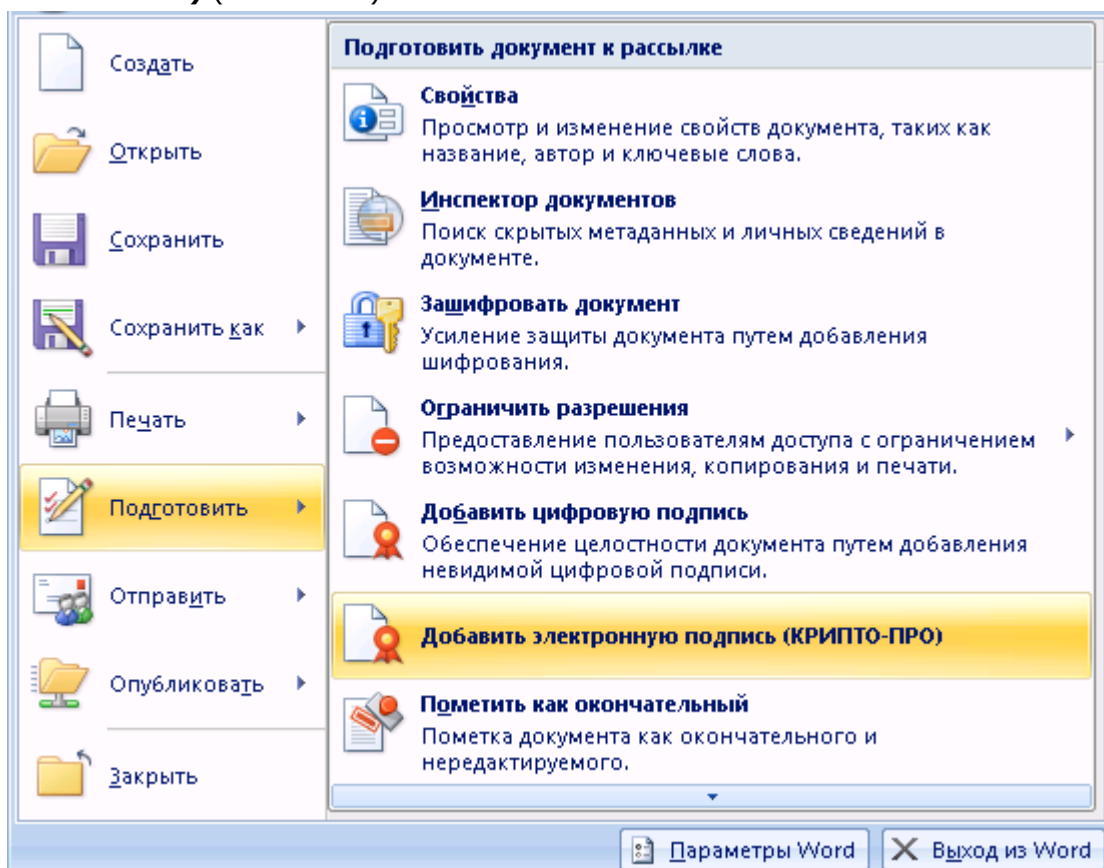 Создать
Открыть
Сохранить
Сохранить как
Печать
Подготовить
Отправить
Опубликовать
Закрыть
Подготовить документ к рассылке
Свойства
Просмотр и изменение свойств документа, таких как
название, автор и ключевые слова.
Инспектор документов
Поиск скрытых метаданных и личных сведений в
документе.
Зашифровать документ
Усиление защиты документа путем добавления
шифрования.
Ограничить разрешения
Предоставление пользователям доступа с ограничением
возможности изменения, копирования и печати.
Добавить цифровую подпись
Обеспечение целостности документа путем добавления
невидимой цифровой подписи.
Добавить электронную подпись (КРИПТО-ПРО)
Пометить как окончательный
Пометка документа как окончательного и
нередактируемого.
Параметры Word
Выход из Word